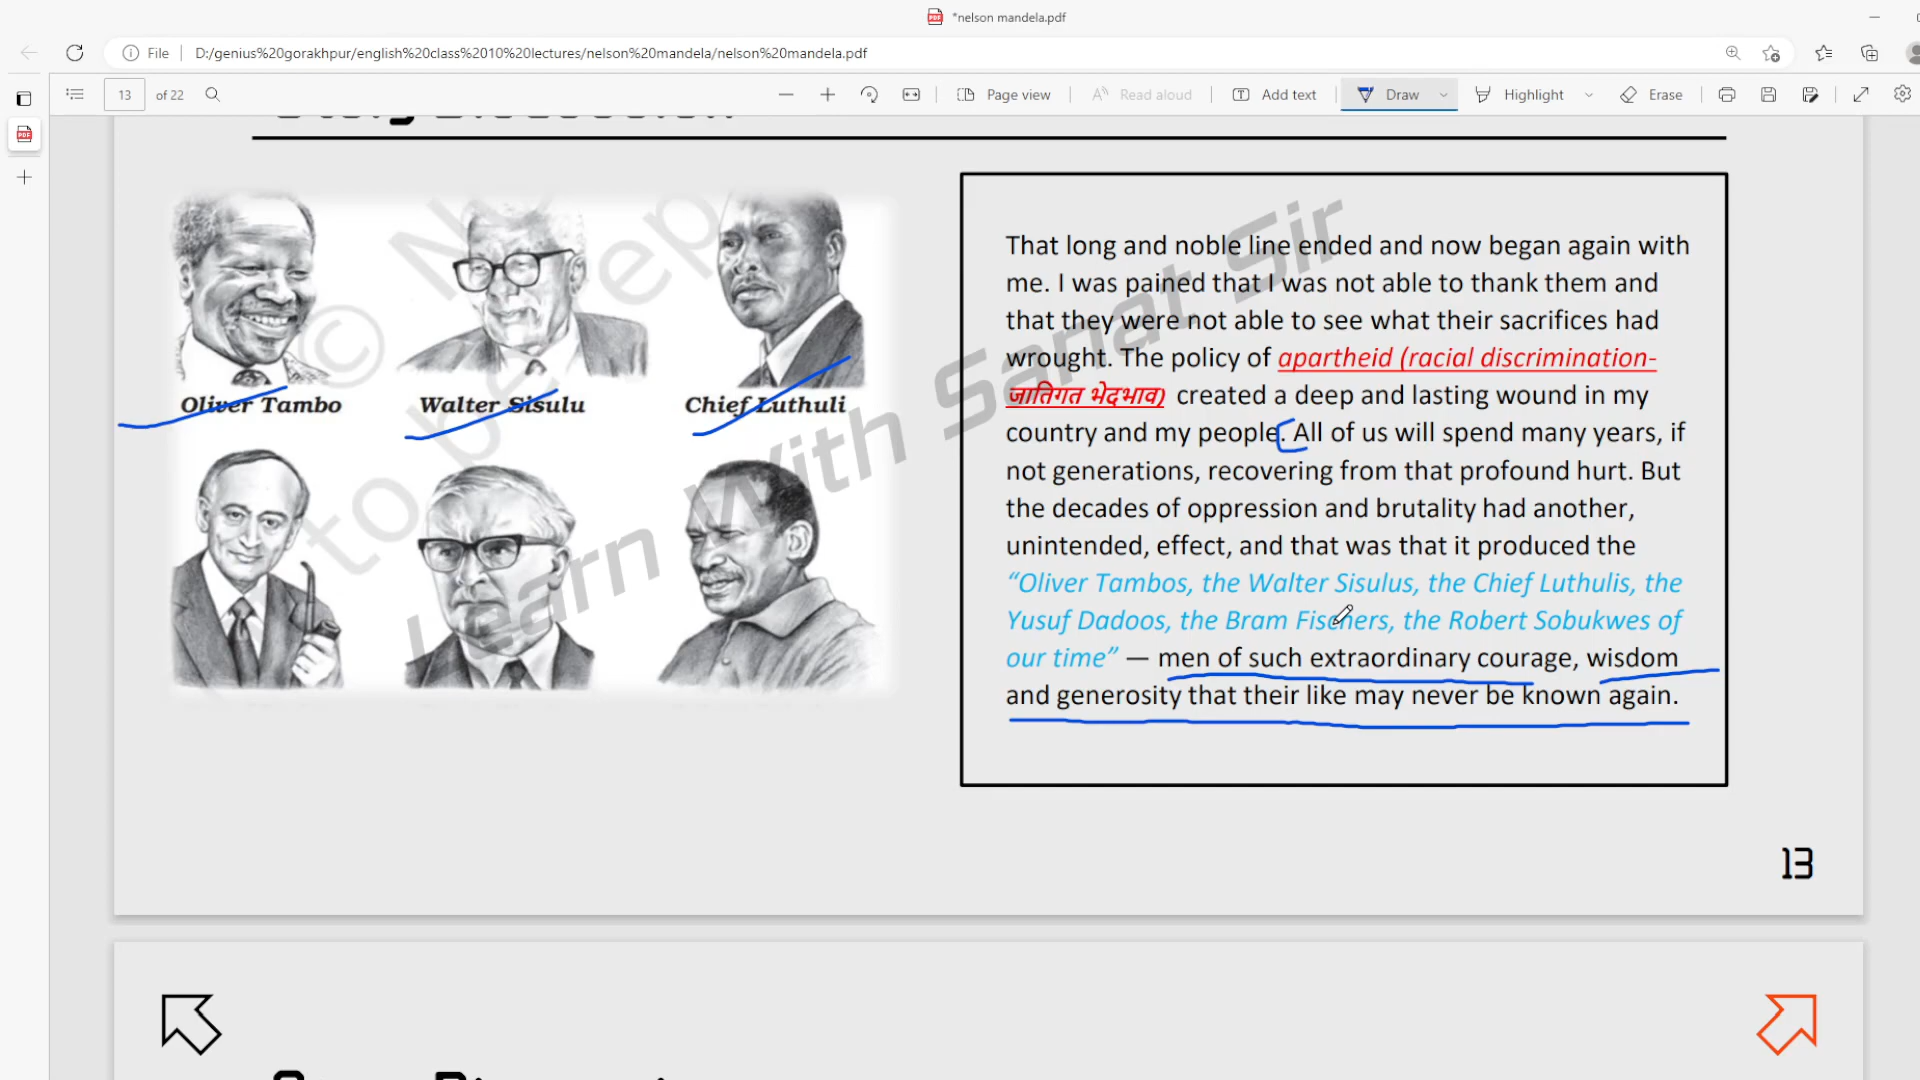 *nelson mandela.pdf
File
D:/genius%20gorakhpur/english%20class%2010%20lectures/nelson%20mandela/nelson%20mandela.pdf
13 of 22
Page view
Read aloud
Add text
Draw
Highlight
Erase
Oliver Tambo
Walter Sisulu
Chief Luthuli
That long and noble line ended and now began again with
me. I was pained that I was not able to thank them and
that they were not able to see what their sacrifices had
wrought. The policy of apartheid (racial discrimination-
जातिगत भेदभाव) created a deep and lasting wound in my
country and my people. All of us will spend many years, if
not generations, recovering from that profound hurt. But
the decades of oppression and brutality had another,
unintended, effect, and that was that it produced the
“Oliver Tambos, the Walter Sisulus, the Chief Luthulis, the
Yusuf Dadoos, the Bram Fischers, the Robert Sobukwes of
our time” — men of such extraordinary courage, wisdom
and generosity that their like may never be known again.
Learn With Sanat Sir
© to be
13